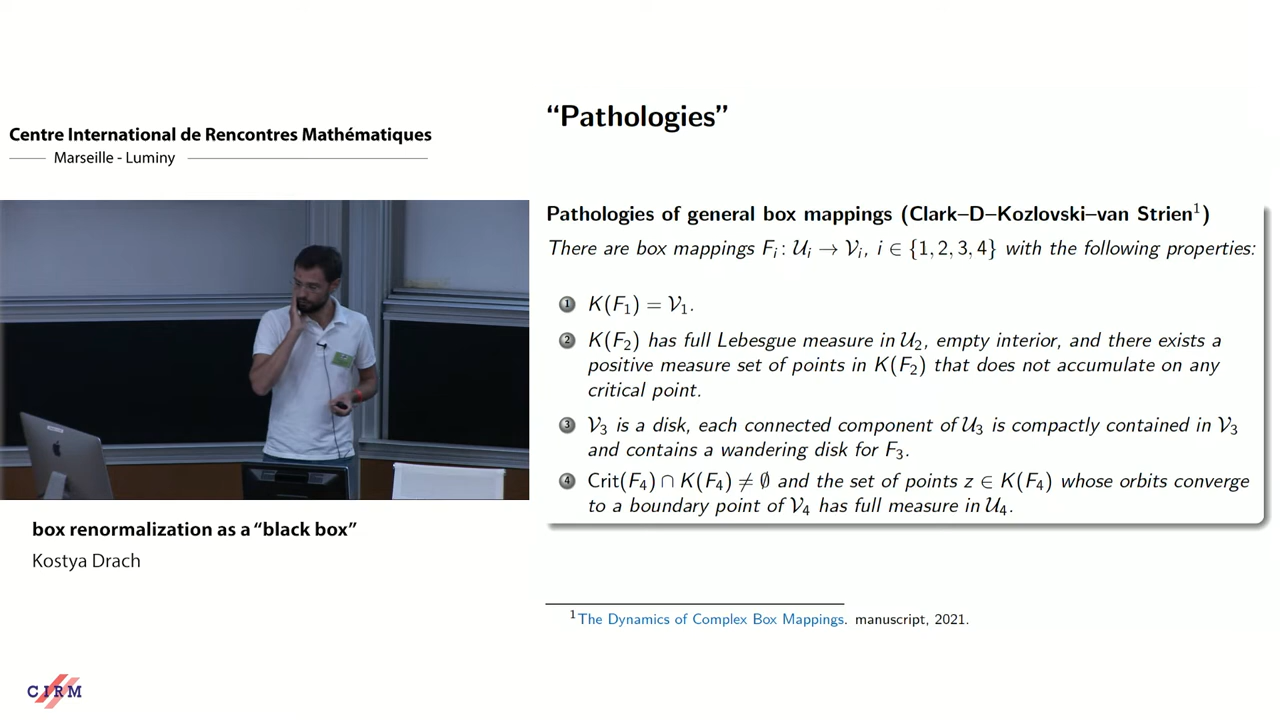 Centre International de Rencontres Mathématiques
Marseille - Luminy
box renormalization as a “black box”
Kostya Drach
CIRM
“Pathologies”
Pathologies of general box mappings (Clark–D–Kozlovski–van Strien¹)
There are box mappings F_i : 𝒰_i → 𝒱_i, i ∈ {1, 2, 3, 4} with the following properties:
1 K(F₁) = 𝒱₁.
2 K(F₂) has full Lebesgue measure in 𝒰₂, empty interior, and there exists a
positive measure set of points in K(F₂) that does not accumulate on any
critical point.
3 𝒱₃ is a disk, each connected component of 𝒰₃ is compactly contained in 𝒱₃
and contains a wandering disk for F₃.
4 Crit(F₄) ∩ K(F₄) ≠ ∅ and the set of points z ∈ K(F₄) whose orbits converge
to a boundary point of 𝒱₄ has full measure in 𝒰₄.
¹The Dynamics of Complex Box Mappings. manuscript, 2021.